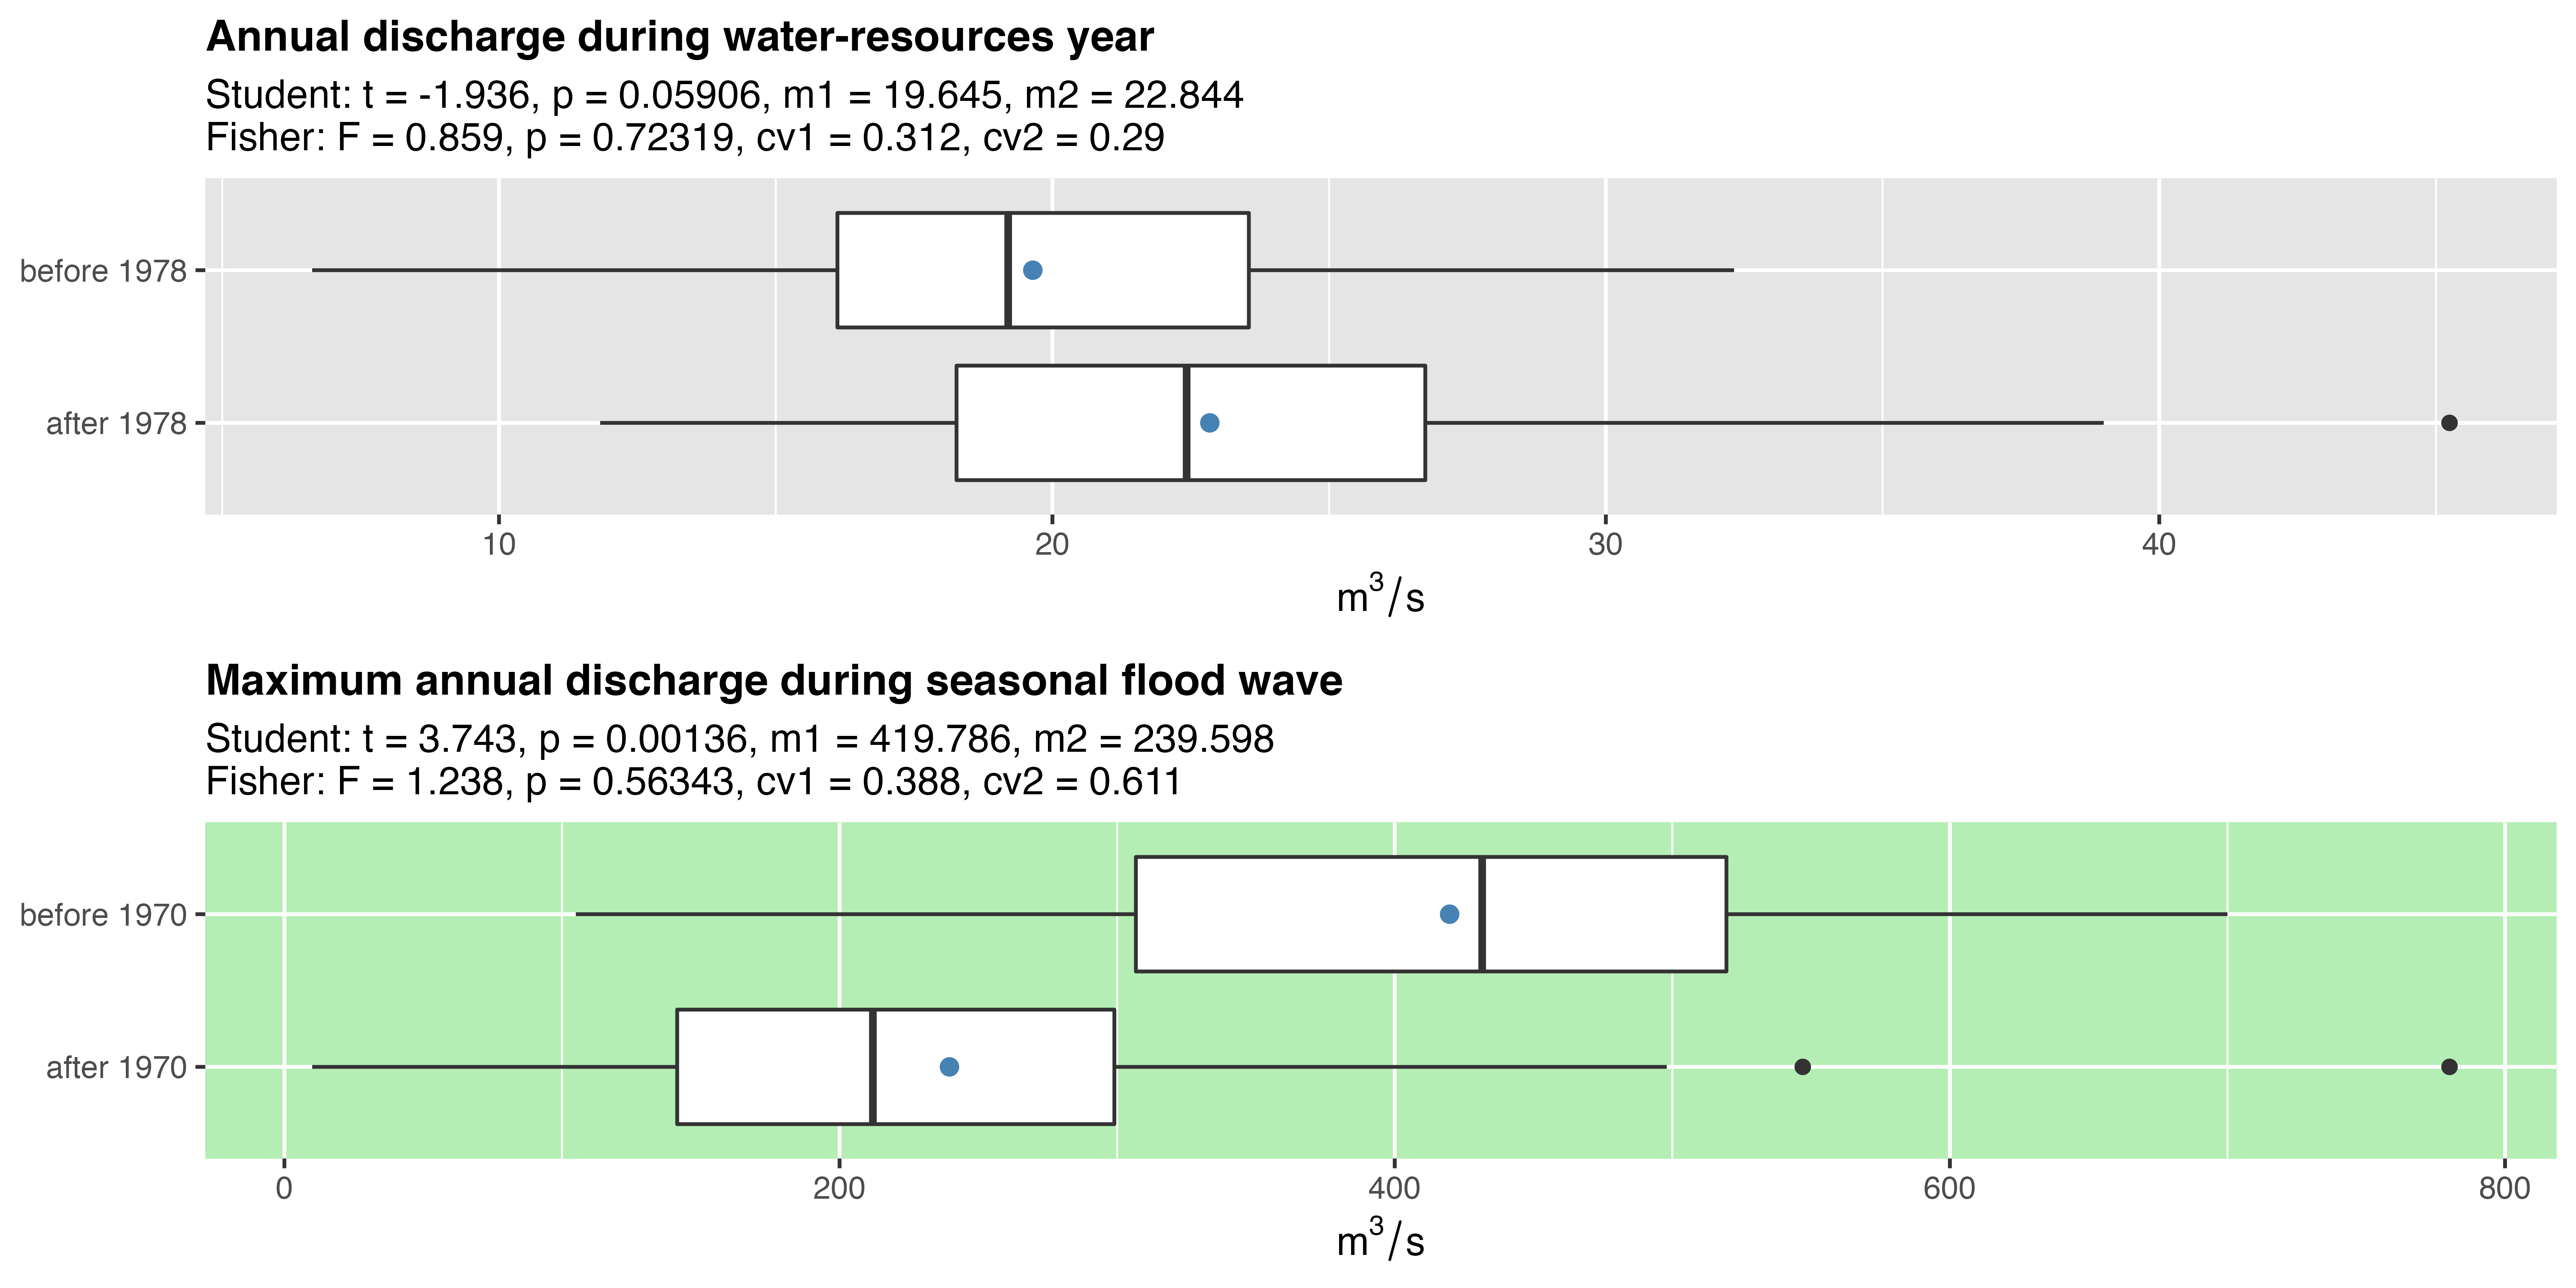 Annual discharge during water-resources year
Student: t = -1.936, p = 0.05906, m1 = 19.645, m2 = 22.844
Fisher: F = 0.859, p = 0.72319, cv1 = 0.312, cv2 = 0.29
before 1978
after 1978
10 20 30 40
m³/s
Maximum annual discharge during seasonal flood wave
Student: t = 3.743, p = 0.00136, m1 = 419.786, m2 = 239.598
Fisher: F = 1.238, p = 0.56343, cv1 = 0.388, cv2 = 0.611
before 1970
after 1970
0 200 400 600 800
m³/s